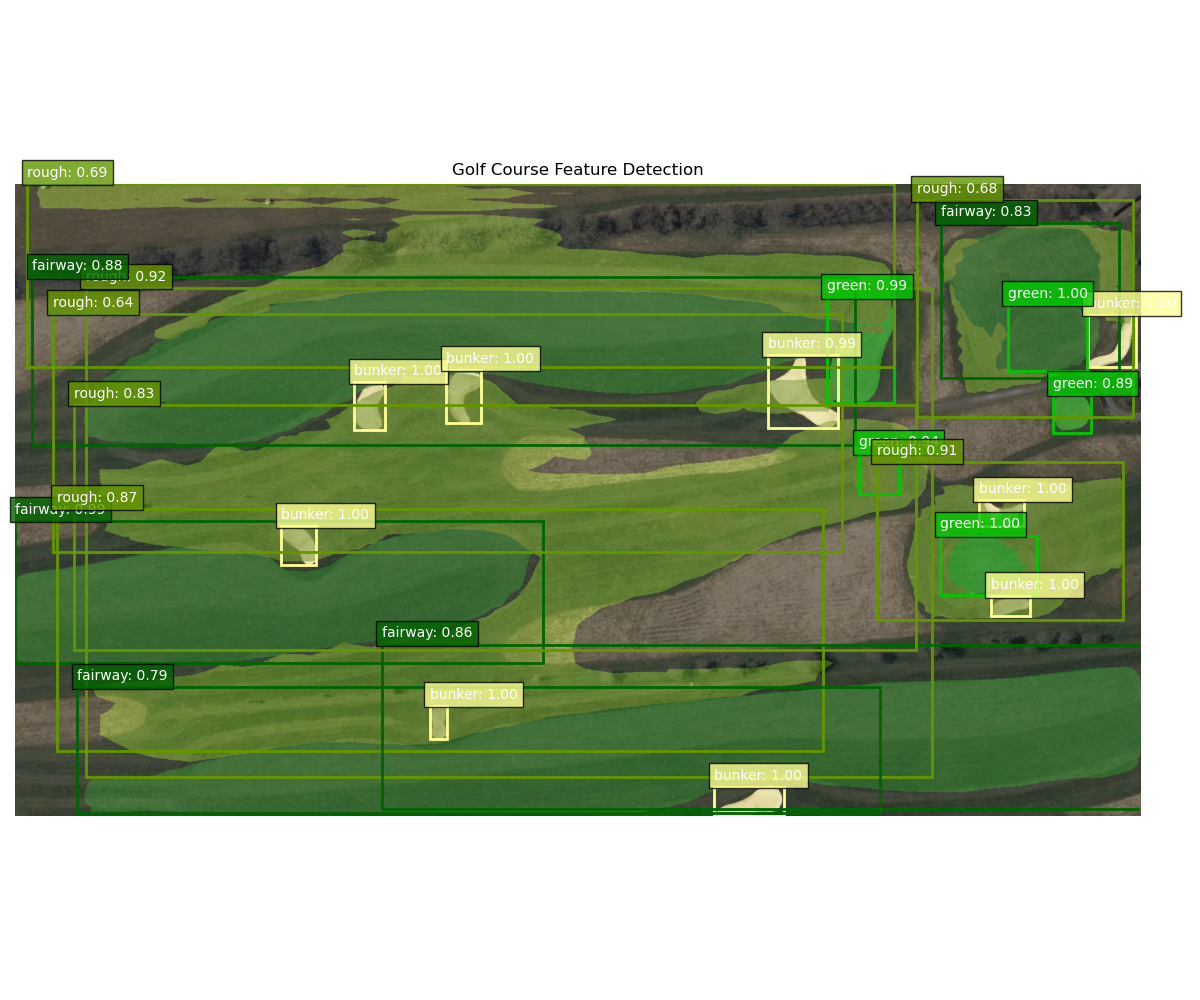 Golf Course Feature Detection
rough: 0.69
rough: 0.68
fairway: 0.83
fairway: 0.88
rough: 0.92
green: 0.99
green: 1.00
bunker: 1.00
rough: 0.64
bunker: 0.99
bunker: 1.00
bunker: 1.00
green: 0.89
rough: 0.83
rough: 0.91
bunker: 1.00
rough: 0.87
fairway: 0.99
bunker: 1.00
green: 1.00
bunker: 1.00
fairway: 0.86
fairway: 0.79
bunker: 1.00
bunker: 1.00